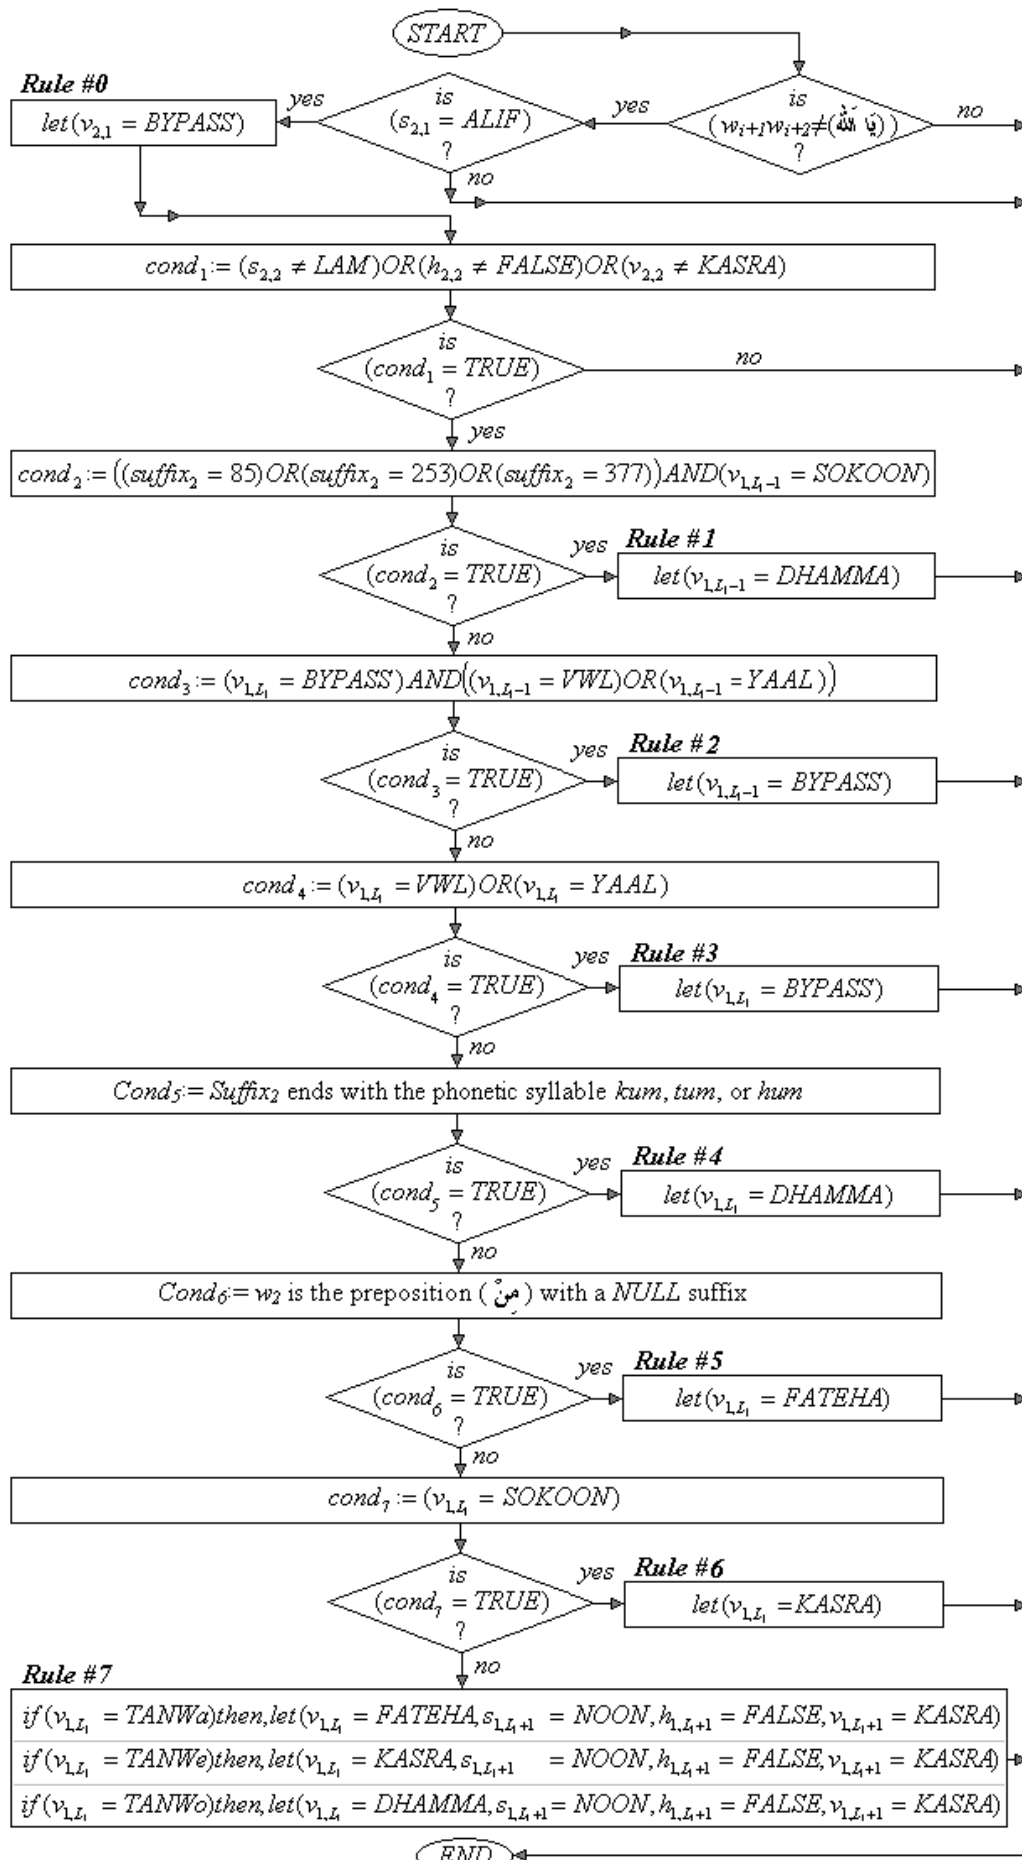 START
Rule #0
let(v2,1 = BYPASS)
yes
is
(s2,1 = ALIF)
?
yes
is
(wi+1wi+2≠(يَا الله))
?
no
no
cond1:= (s2,2 ≠ LAM)OR(h2,2 ≠ FALSE)OR(v2,2 ≠ KASRA)
is
(cond1 = TRUE)
?
no
yes
cond2:= ((suffix2 = 85)OR(suffix2 = 253)OR(suffix2 = 377))AND(v1,L1−1 = SOKOON)
is
(cond2 = TRUE)
?
yes
Rule #1
let(v1,L1−1 = DHAMMA)
no
cond3:= (v1,L1 = BYPASS)AND((v1,L1−1 = VWL)OR(v1,L1−1 = YAAL))
is
(cond3 = TRUE)
?
yes
Rule #2
let(v1,L1−1 = BYPASS)
no
cond4:= (v1,L1 = VWL)OR(v1,L1 = YAAL)
is
(cond4 = TRUE)
?
yes
Rule #3
let(v1,L1 = BYPASS)
no
Cond5:= Suffix2 ends with the phonetic syllable kum, tum, or hum
is
(cond5 = TRUE)
?
yes
Rule #4
let(v1,L1 = DHAMMA)
no
Cond6:= w2 is the preposition (مِنْ) with a NULL suffix
is
(cond6 = TRUE)
?
yes
Rule #5
let(v1,L1 = FATEHA)
no
cond7:= (v1,L1 = SOKOON)
is
(cond7 = TRUE)
?
yes
Rule #6
let(v1,L1 = KASRA)
no
Rule #7
if(v1,L1 = TANWa)then,let(v1,L1 = FATEHA,s1,L1+1 = NOON,h1,L1+1 = FALSE,v1,L1+1 = KASRA)
if(v1,L1 = TANWe)then,let(v1,L1 = KASRA,s1,L1+1 = NOON,h1,L1+1 = FALSE,v1,L1+1 = KASRA)
if(v1,L1 = TANWo)then,let(v1,L1 = DHAMMA,s1,L1+1 = NOON,h1,L1+1 = FALSE,v1,L1+1 = KASRA)
END